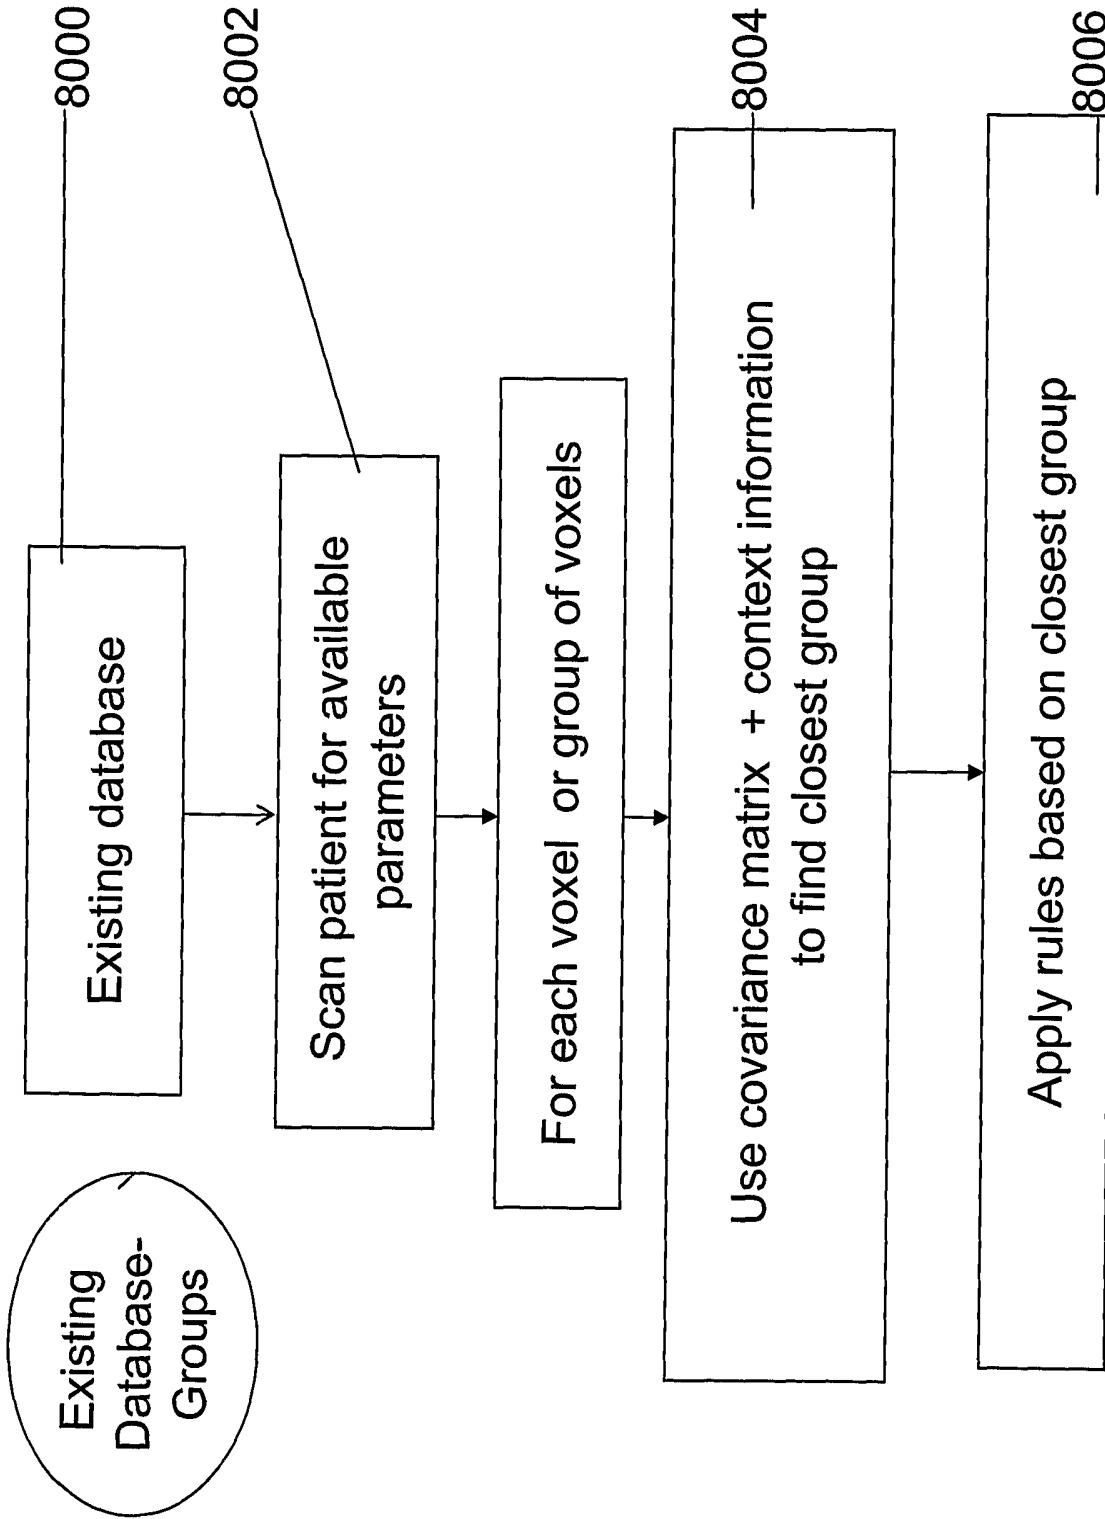 Existing
Database-
Groups
Existing database
8000
Scan patient for available
parameters
8002
For each voxel or group of voxels
Use covariance matrix + context information
to find closest group
8004
Apply rules based on closest group
8006